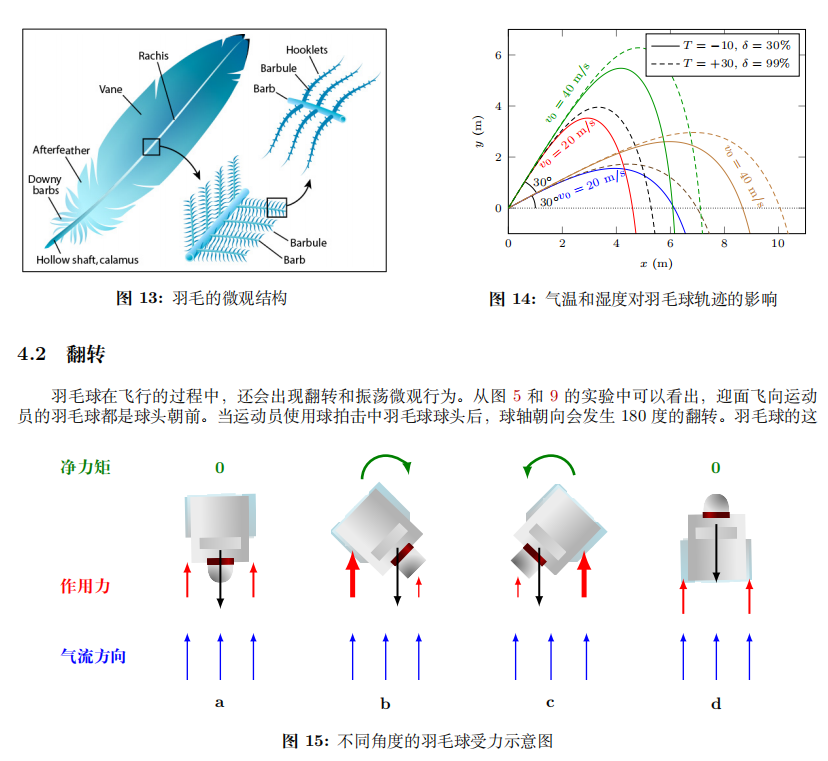 Rachis
Vane
Afterfeather
Downy
barbs
Hollow shaft, calamus
Hooklets
Barbule
Barb
Barbule
Barb
图 13: 羽毛的微观结构
T = −10, δ = 30%
T = +30, δ = 99%
y (m)
6
4
2
0
v₀ = 40 m/s
v₀ = 20 m/s
v₀ = 40 m/s
v₀ = 20 m/s
30°
30°
0 2 4 6 8 10
x (m)
图 14: 气温和湿度对羽毛球轨迹的影响
4.2 翻转
羽毛球在飞行的过程中，还会出现翻转和振荡微观行为。从图 5 和 9 的实验中可以看出，迎面飞向运动
员的羽毛球都是球头朝前。当运动员使用球拍击中羽毛球球头后，球轴朝向会发生 180 度的翻转。羽毛球的这
净力矩 0 0
作用力
气流方向
a b c d
图 15: 不同角度的羽毛球受力示意图